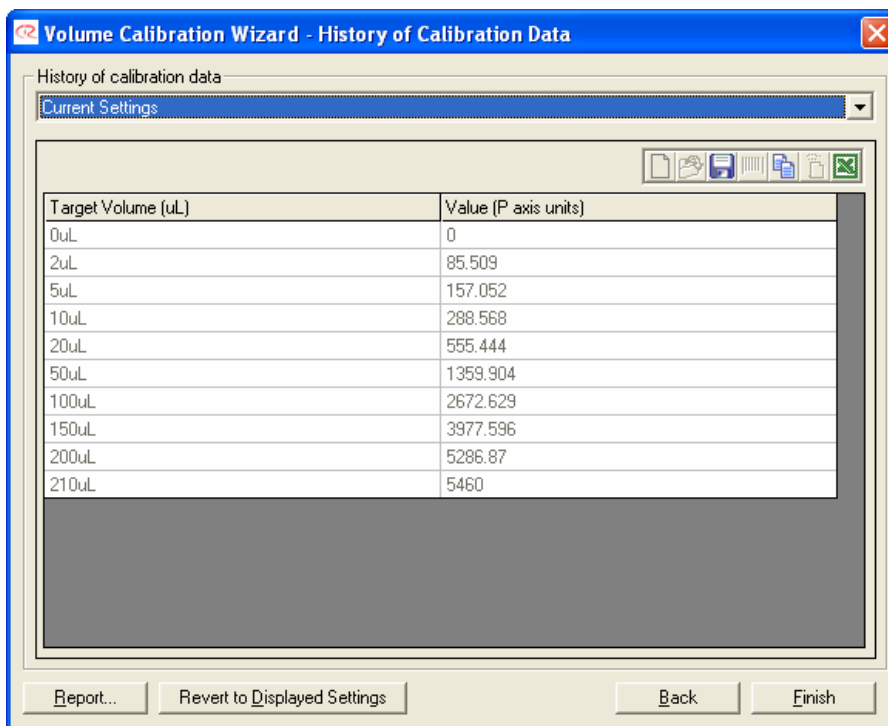 Volume Calibration Wizard - History of Calibration Data
History of calibration data
Current Settings
Target Volume (uL) Value (P axis units)
0uL 0
2uL 85.509
5uL 157.052
10uL 288.568
20uL 555.444
50uL 1359.904
100uL 2672.629
150uL 3977.596
200uL 5286.87
210uL 5460
Report... Revert to Displayed Settings Back Finish